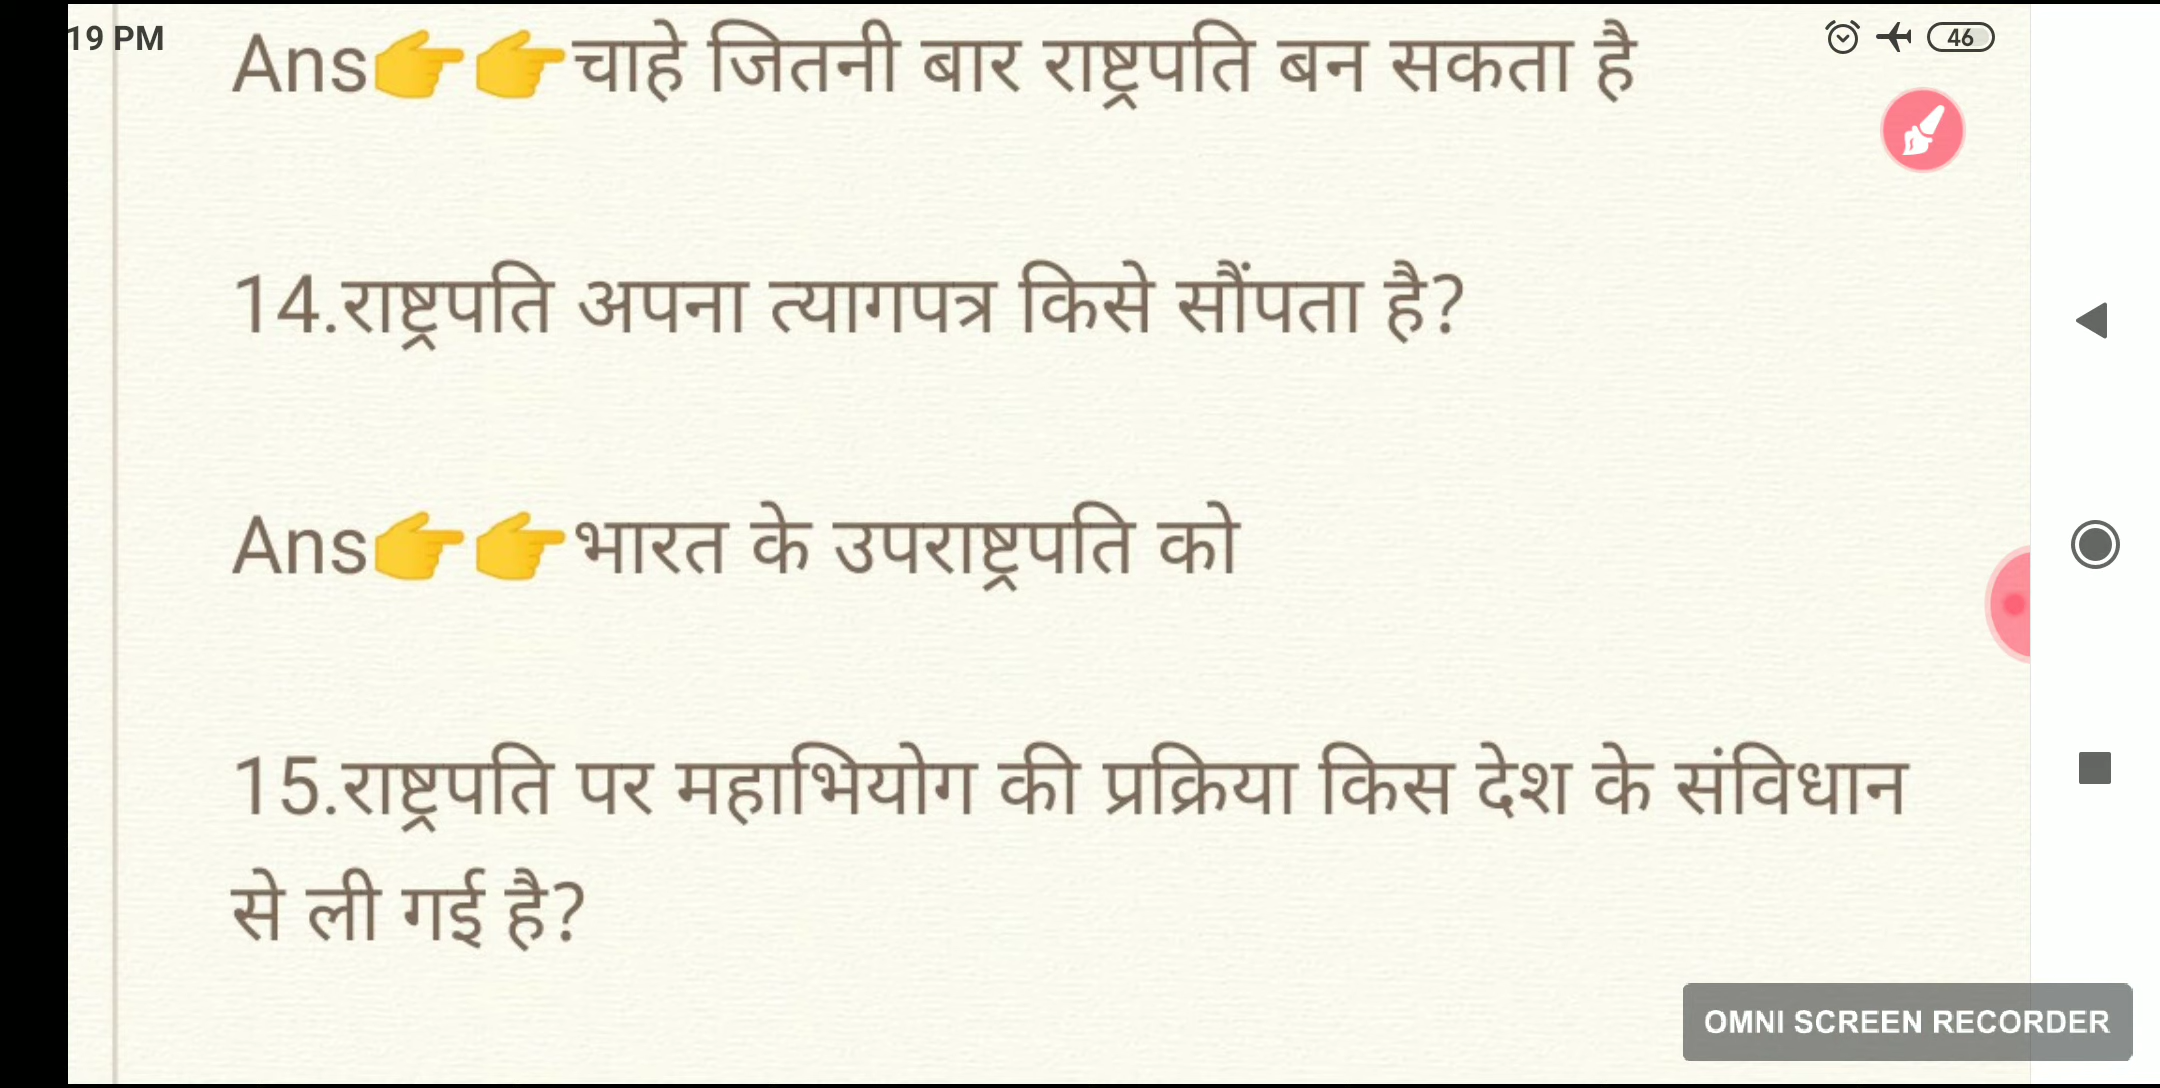 19 PM
46
Ans👉👉चाहे जितनी बार राष्ट्रपति बन सकता है
14.राष्ट्रपति अपना त्यागपत्र किसे सौंपता है?
Ans👉👉भारत के उपराष्ट्रपति को
15.राष्ट्रपति पर महाभियोग की प्रक्रिया किस देश के संविधान
से ली गई है?
OMNI SCREEN RECORDER